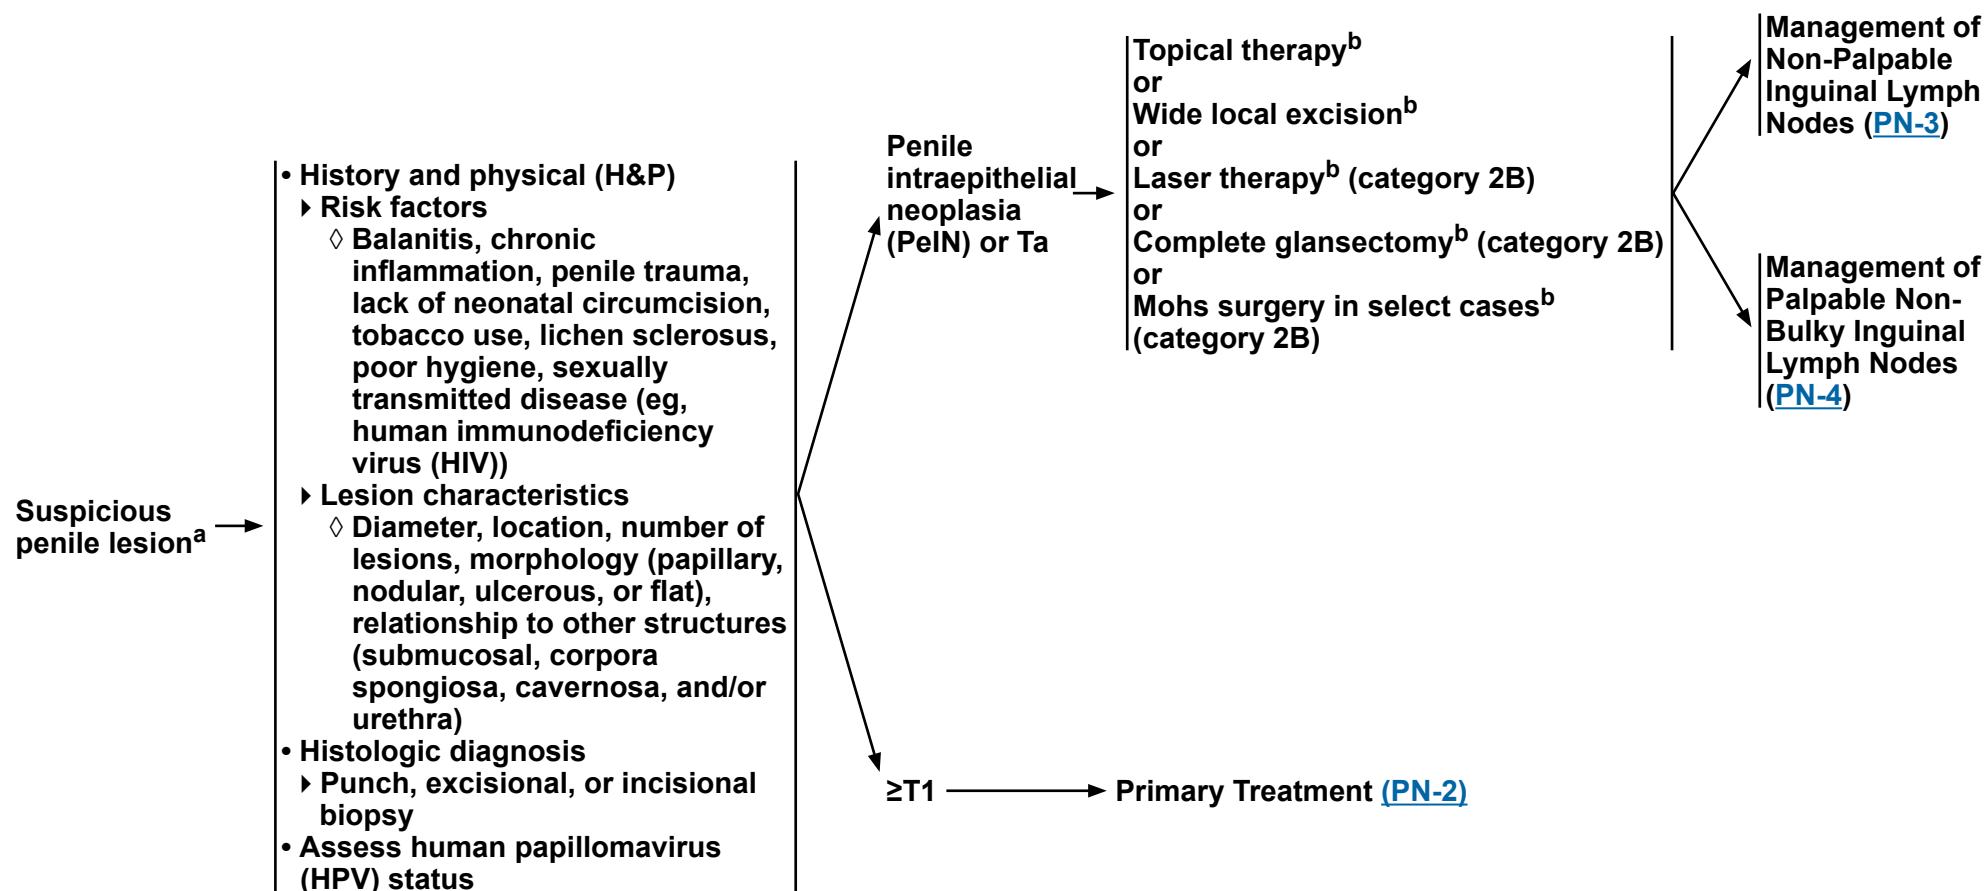 Suspicious
penile lesionᵃ
• History and physical (H&P)
▸ Risk factors
◊ Balanitis, chronic
inflammation, penile trauma,
lack of neonatal circumcision,
tobacco use, lichen sclerosus,
poor hygiene, sexually
transmitted disease (eg,
human immunodeficiency
virus (HIV))
▸ Lesion characteristics
◊ Diameter, location, number of
lesions, morphology (papillary,
nodular, ulcerous, or flat),
relationship to other structures
(submucosal, corpora
spongiosa, cavernosa, and/or
urethra)
• Histologic diagnosis
▸ Punch, excisional, or incisional
biopsy
• Assess human papillomavirus
(HPV) status
Penile
intraepithelial
neoplasia
(PeIN) or Ta
Topical therapyᵇ
or
Wide local excisionᵇ
or
Laser therapyᵇ (category 2B)
or
Complete glansectomyᵇ (category 2B)
or
Mohs surgery in select casesᵇ
(category 2B)
Management of
Non-Palpable
Inguinal Lymph
Nodes (PN-3)
Management of
Palpable Non-
Bulky Inguinal
Lymph Nodes
(PN-4)
≥T1
Primary Treatment (PN-2)